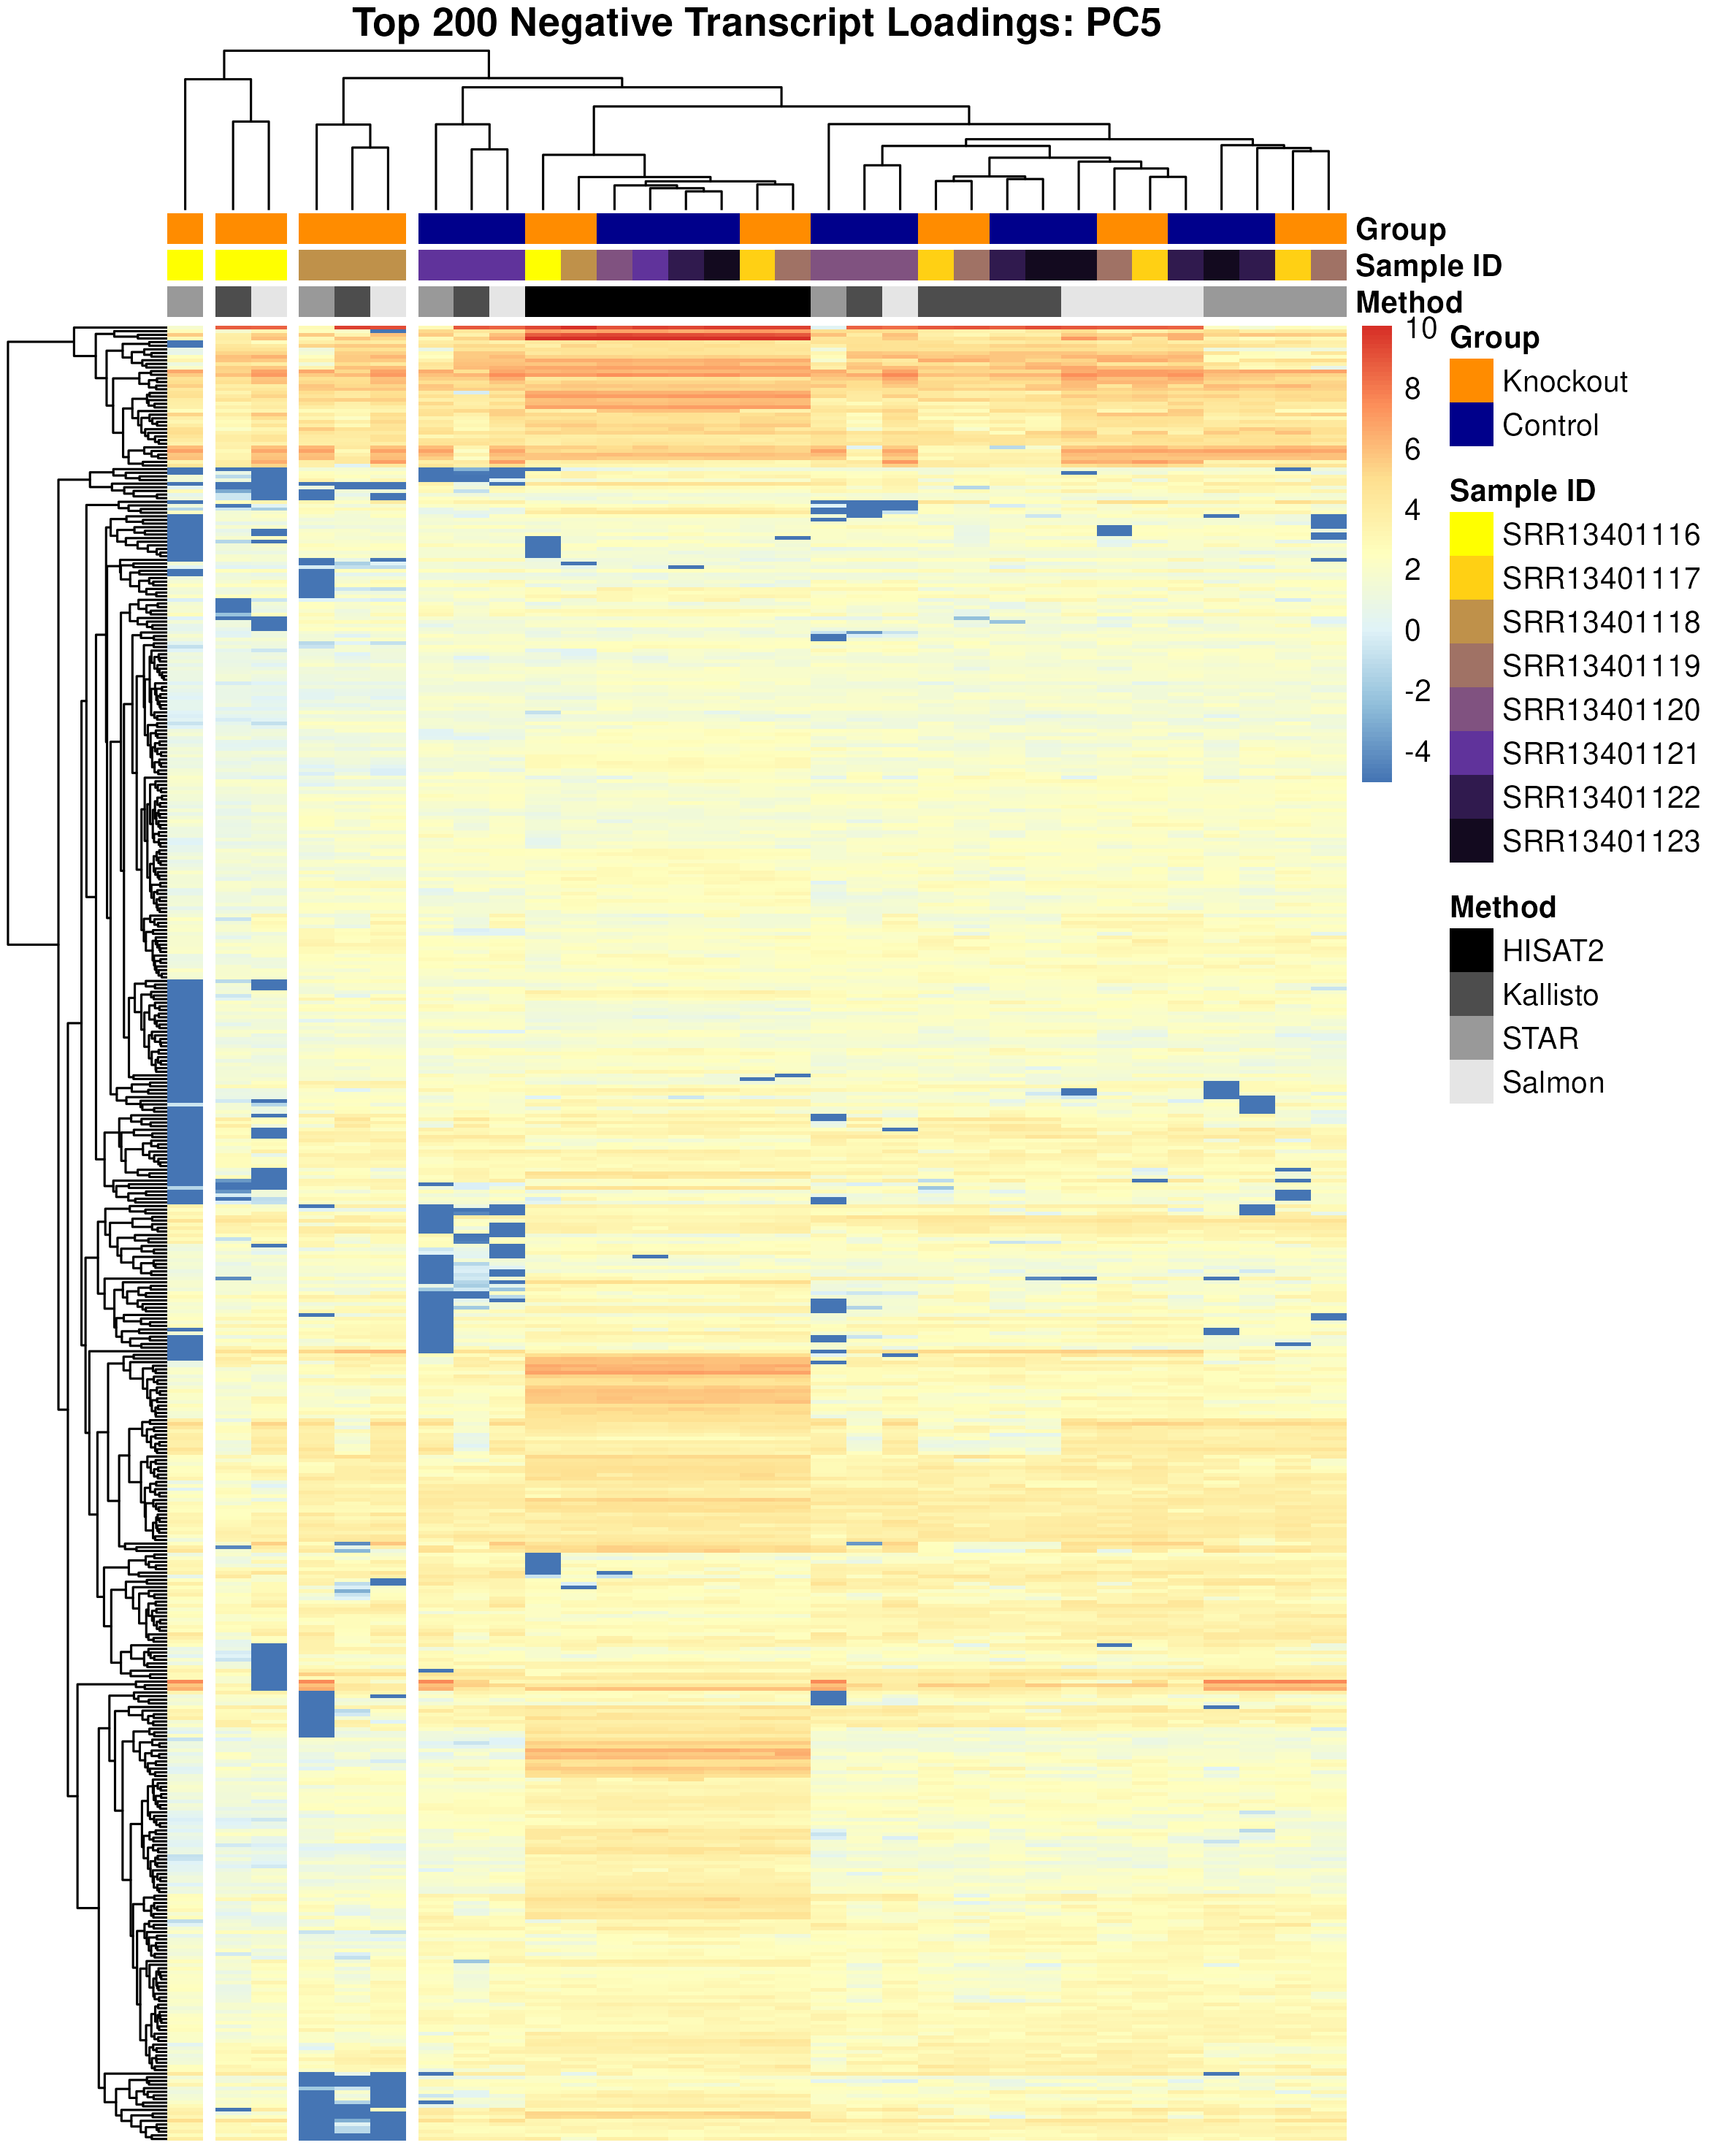 Top 200 Negative Transcript Loadings: PC5
Group
Sample ID
Method
10
8
6
4
2
0
-2
-4
Group
Knockout
Control
Sample ID
SRR13401116
SRR13401117
SRR13401118
SRR13401119
SRR13401120
SRR13401121
SRR13401122
SRR13401123
Method
HISAT2
Kallisto
STAR
Salmon